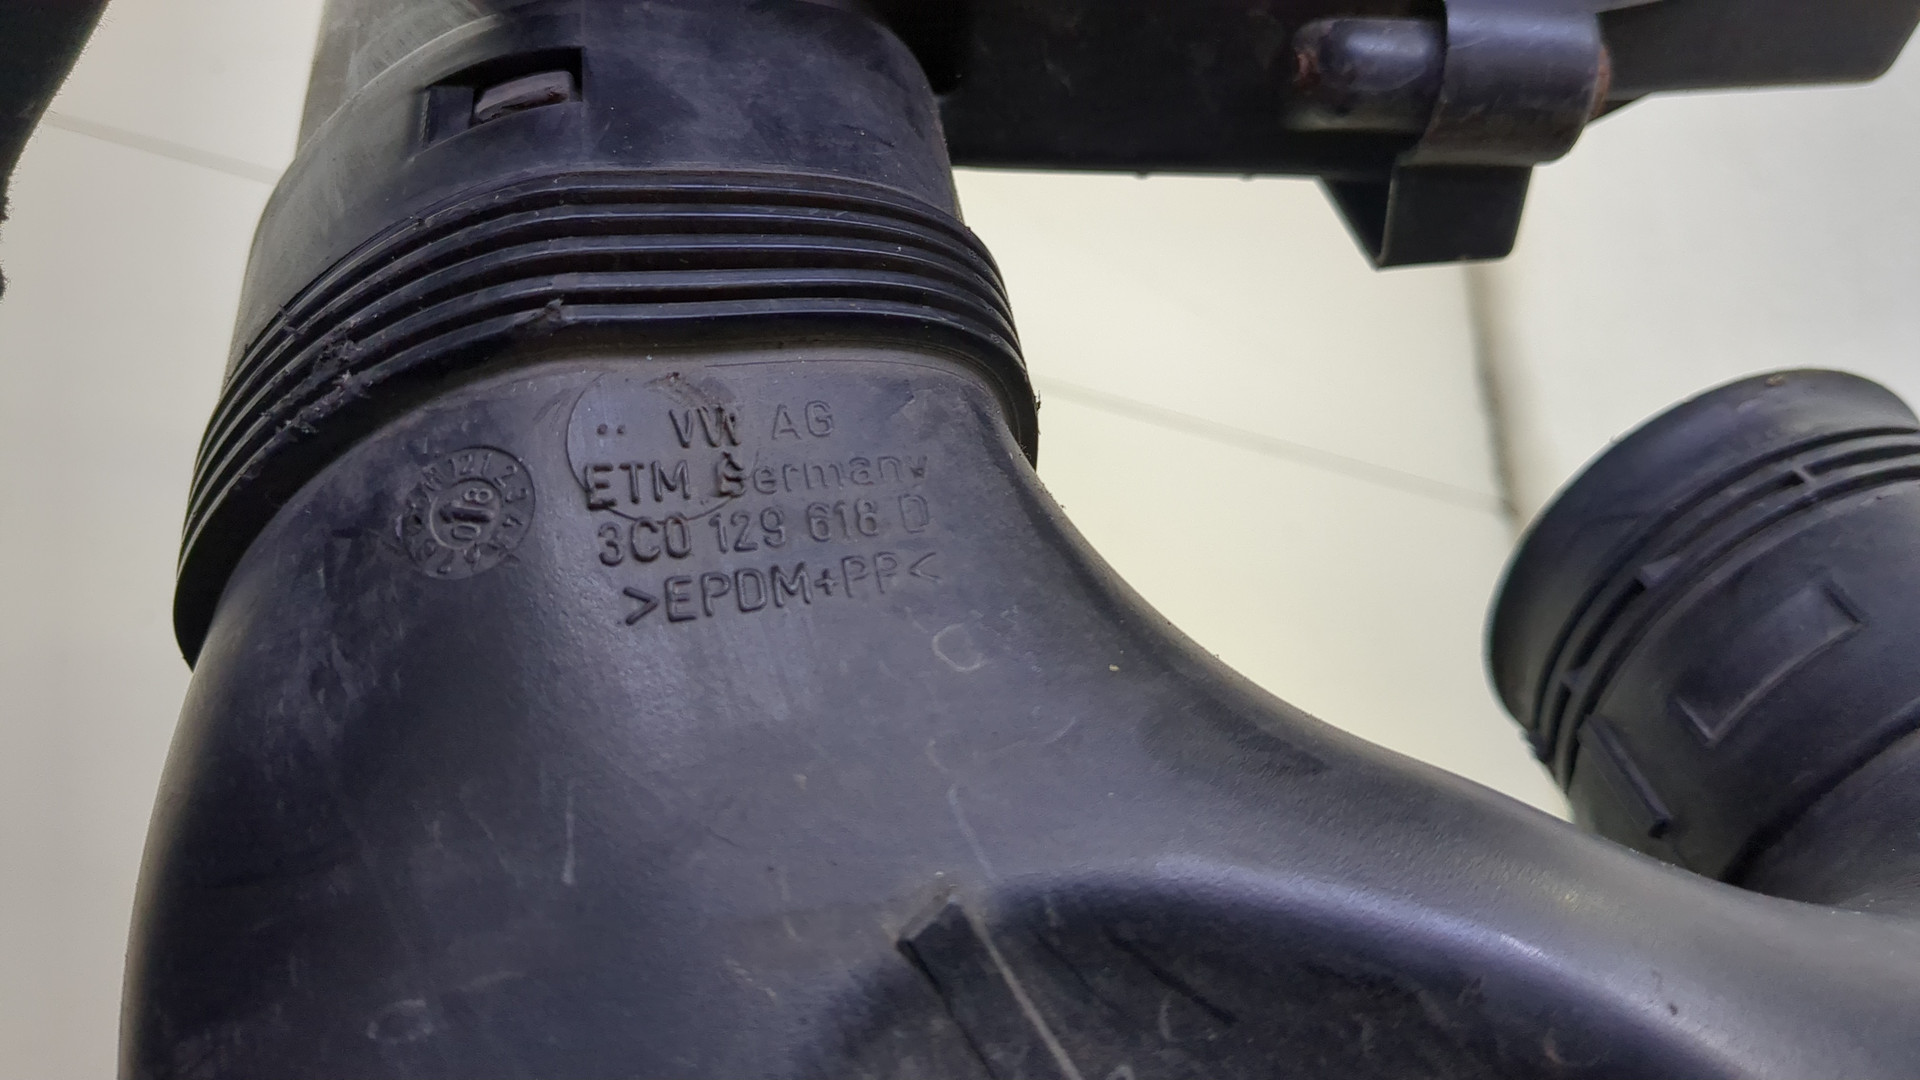 VW AG
ETM Germany
3C0 129 618 D
>EPDM+PP<